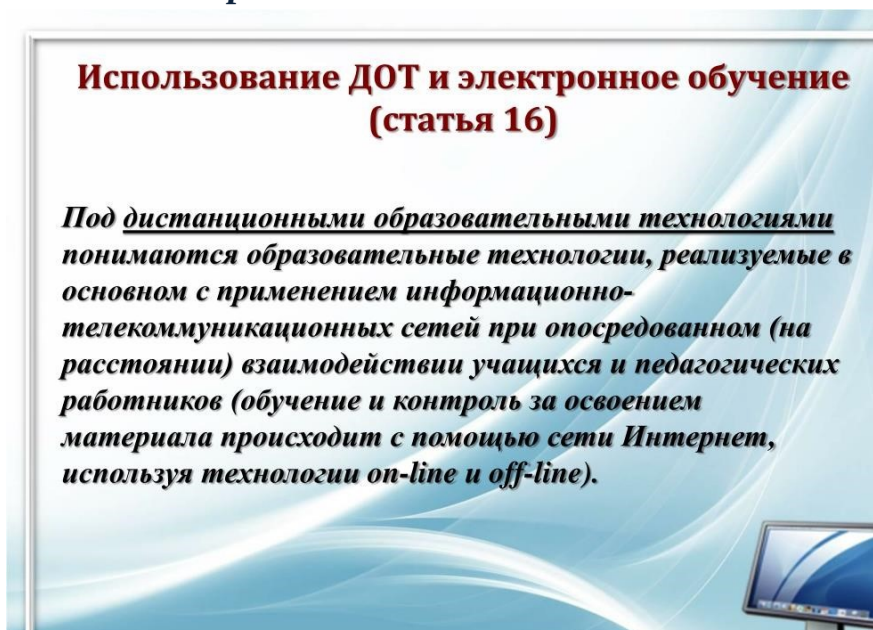 Использование ДОТ и электронное обучение
(статья 16)
Под дистанционными образовательными технологиями
понимаются образовательные технологии, реализуемые в
основном с применением информационно-
телекоммуникационных сетей при опосредованном (на
расстоянии) взаимодействии учащихся и педагогических
работников (обучение и контроль за освоением
материала происходит с помощью сети Интернет,
используя технологии on-line и off-line).